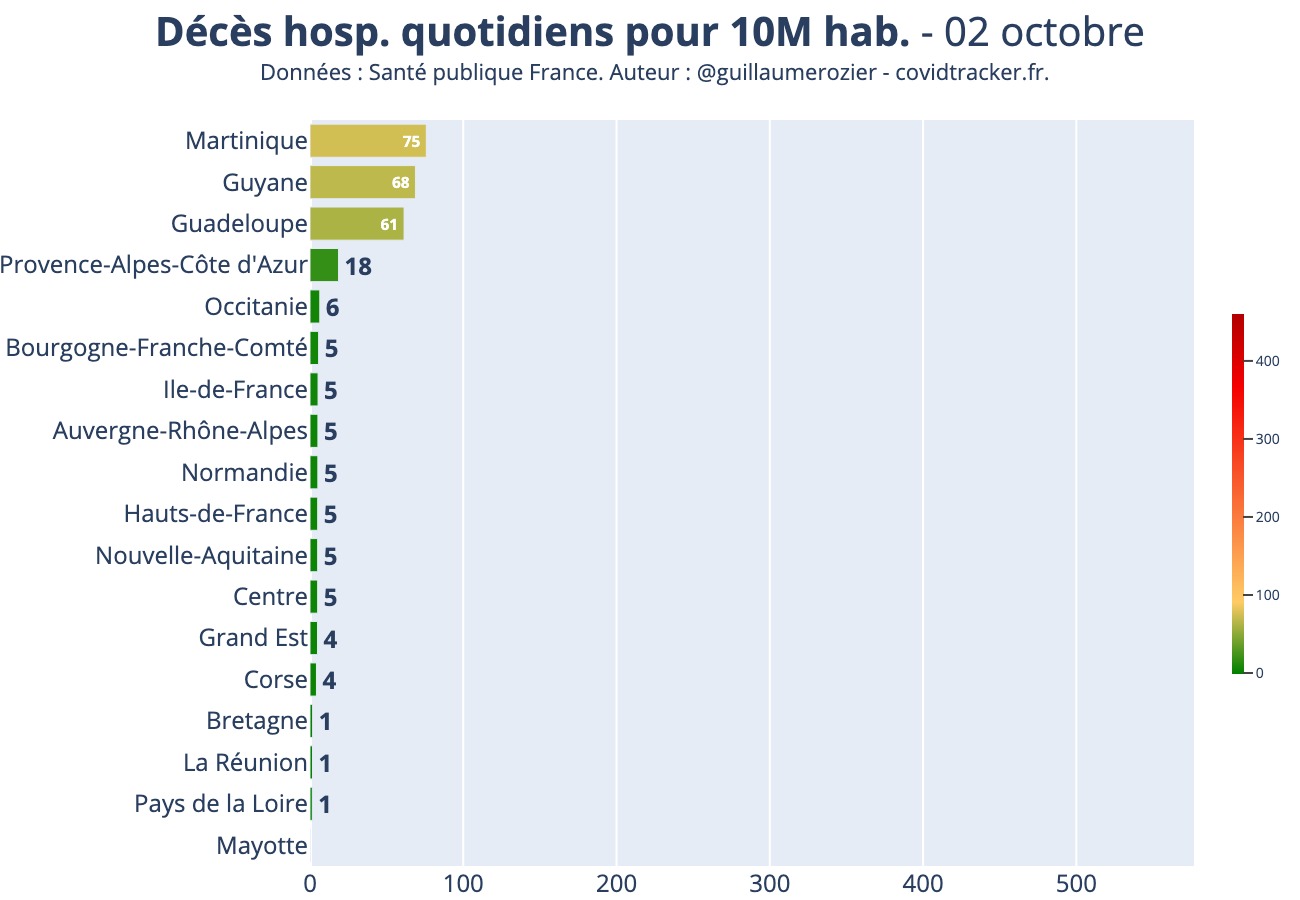 Décès hosp. quotidiens pour 10M hab. - 02 octobre
Données : Santé publique France. Auteur : @guillaumerozier - covidtracker.fr.
Martinique 75
Guyane 68
Guadeloupe 61
Provence-Alpes-Côte d'Azur 18
Occitanie 6
Bourgogne-Franche-Comté 5
Ile-de-France 5
Auvergne-Rhône-Alpes 5
Normandie 5
Hauts-de-France 5
Nouvelle-Aquitaine 5
Centre 5
Grand Est 4
Corse 4
Bretagne 1
La Réunion 1
Pays de la Loire 1
Mayotte
0 100 200 300 400 500
400
300
200
100
0